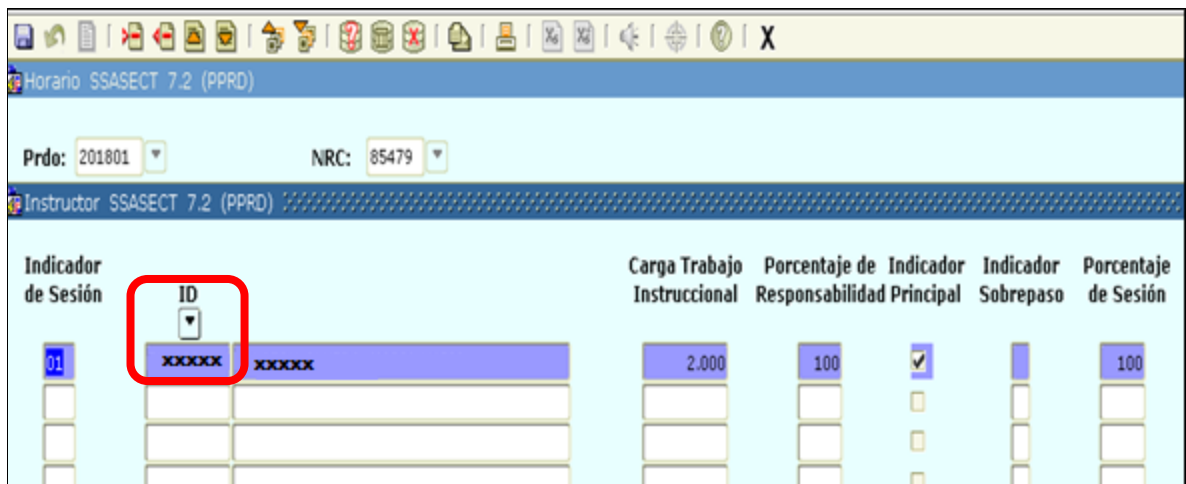 Horario SSASECT 7.2 (PPRD)
Prdo: 201801 NRC: 85479
Instructor SSASECT 7.2 (PPRD)
Indicador de Sesión ID Carga Trabajo Instruccional Porcentaje de Responsabilidad Indicador Principal Indicador Sobrepaso Porcentaje de Sesión
01 xxxxx xxxxx 2.000 100 100